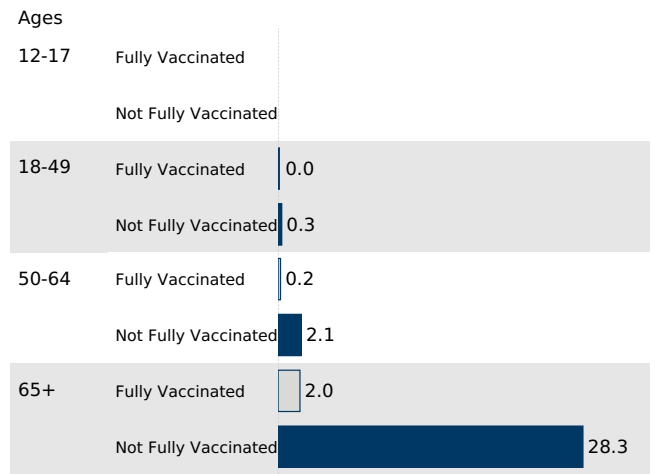 Ages
12-17 Fully Vaccinated
Not Fully Vaccinated
18-49 Fully Vaccinated 0.0
Not Fully Vaccinated 0.3
50-64 Fully Vaccinated 0.2
Not Fully Vaccinated 2.1
65+ Fully Vaccinated 2.0
Not Fully Vaccinated 28.3